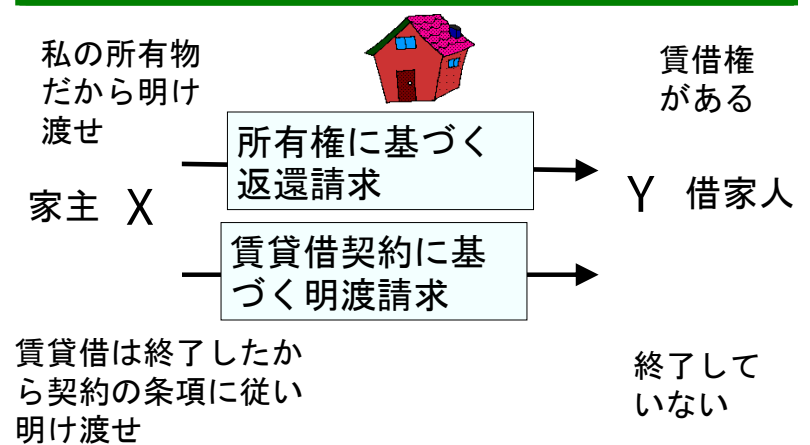 私の所有物
だから明け
渡せ
賃借権
がある
所有権に基づく
返還請求
家主 X
Y 借家人
賃貸借契約に基
づく明渡請求
賃貸借は終了したか
ら契約の条項に従い
明け渡せ
終了して
いない